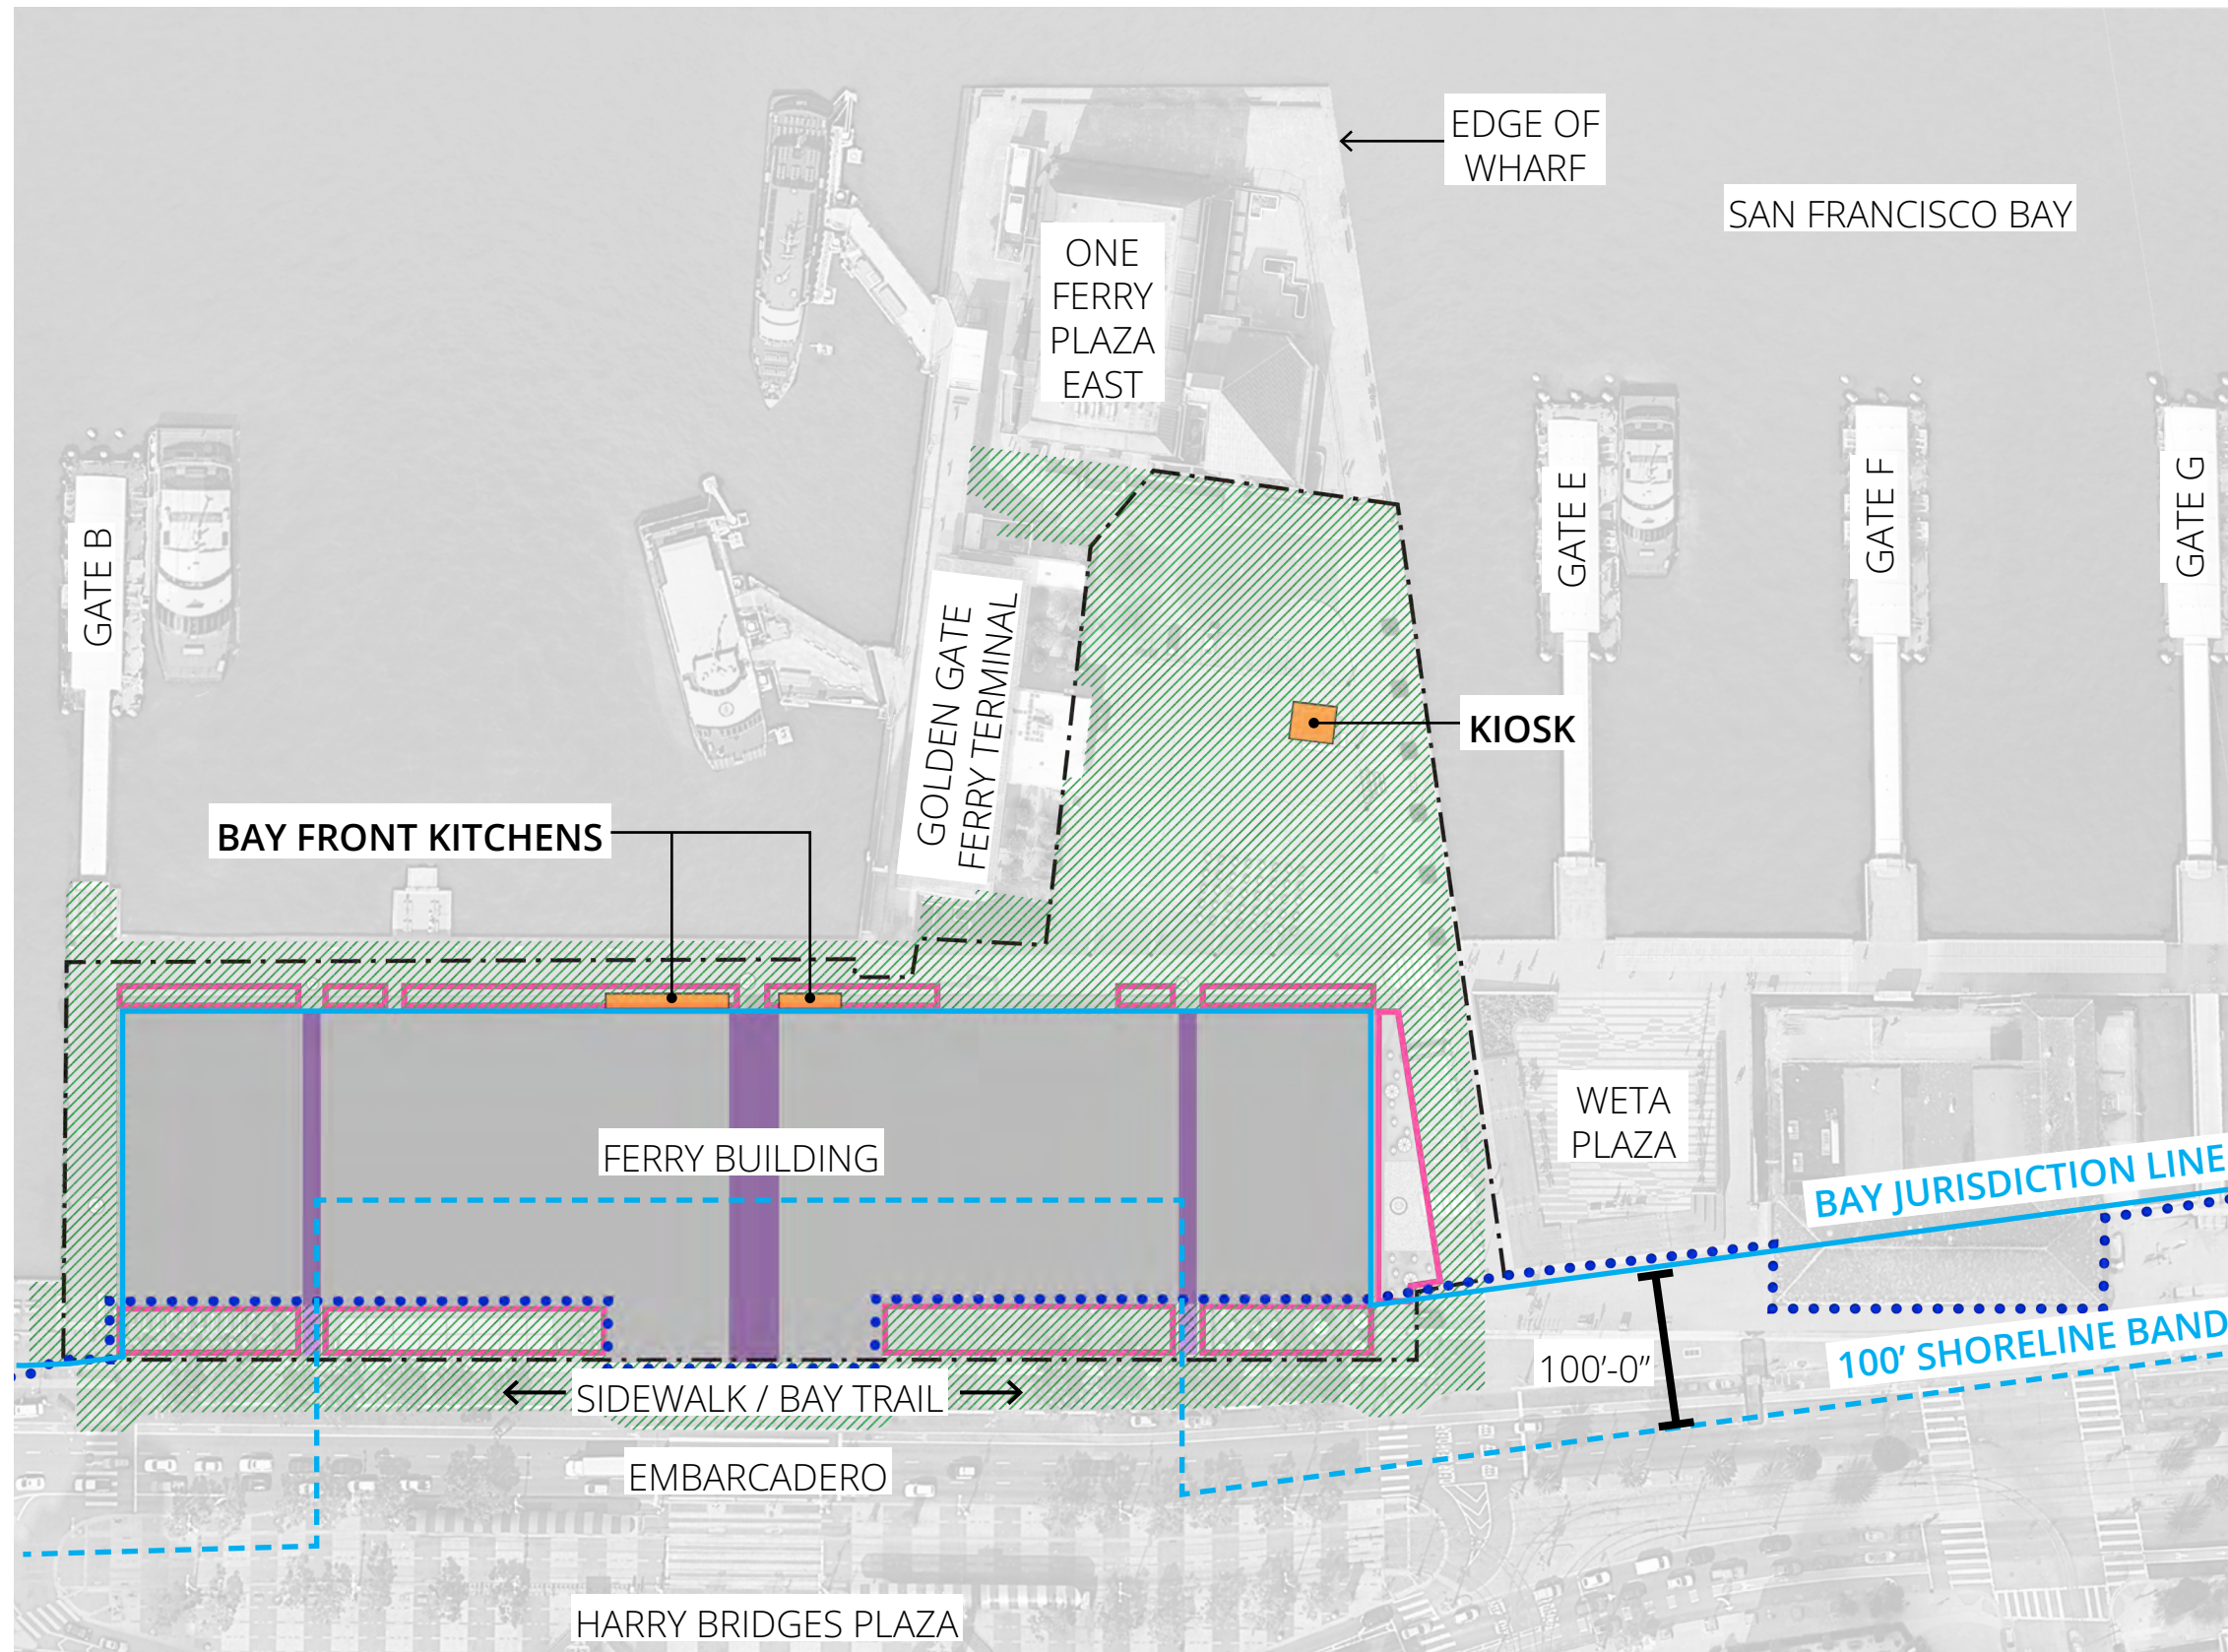 EDGE OF
WHARF
SAN FRANCISCO BAY
ONE
FERRY
PLAZA
EAST
GATE B
GATE E
GATE F
GATE G
GOLDEN GATE
FERRY TERMINAL
KIOSK
BAY FRONT KITCHENS
WETA
PLAZA
FERRY BUILDING
BAY JURISDICTION LINE
100’ SHORELINE BAND
100’-0”
SIDEWALK / BAY TRAIL
EMBARCADERO
HARRY BRIDGES PLAZA